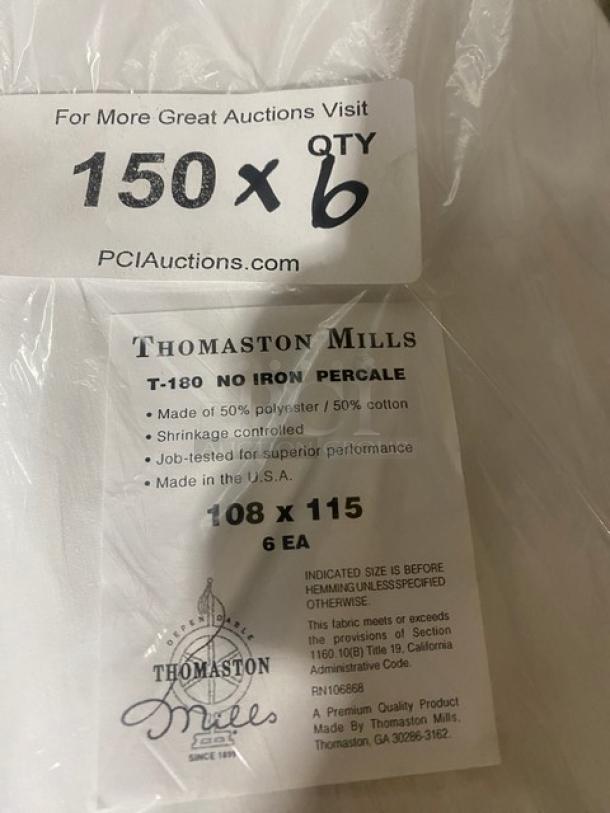 For More Great Auctions Visit
QTY
150 x 6
PCIAuctions.com
THOMASTON MILLS
T-180 NO IRON PERCALE
• Made of 50% polyester / 50% cotton
• Shrinkage controlled
• Job-tested for superior performance
• Made in the U.S.A.
108 x 115
6 EA
INDICATED SIZE IS BEFORE
HEMMING UNLESS SPECIFIED
OTHERWISE.
This fabric meets or exceeds
the provisions of Section
1160.10(B) Title 19, California
Administrative Code.
RN106868
A Premium Quality Product
Made By Thomaston Mills,
Thomaston, GA 30286-3162.
DEPENDABLE
THOMASTON
Mills
SINCE 1899